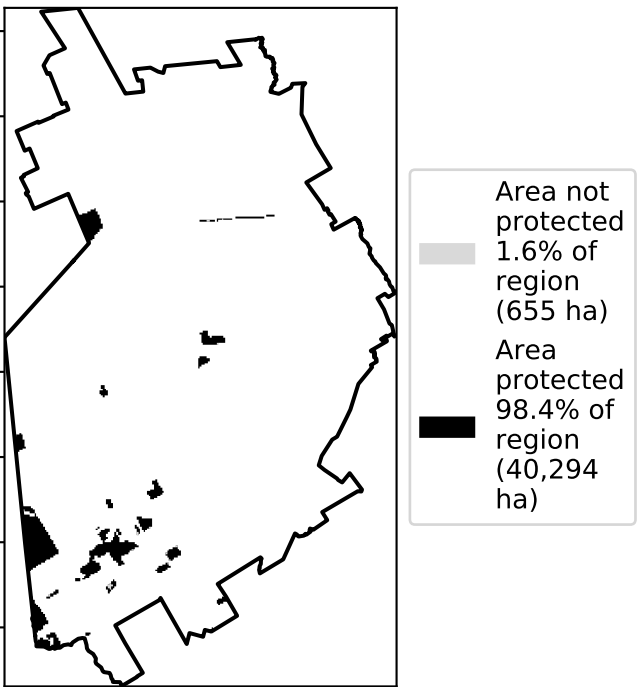 Area not
protected
1.6% of
region
(655 ha)
Area
protected
98.4% of
region
(40,294
ha)